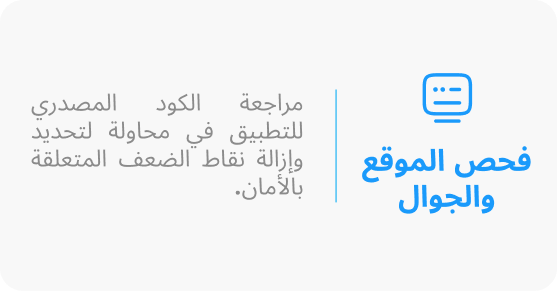 فحص الموقع
والجوال
مراجعة الكود المصدري
للتطبيق في محاولة لتحديد
وإزالة نقاط الضعف المتعلقة
بالأمان.